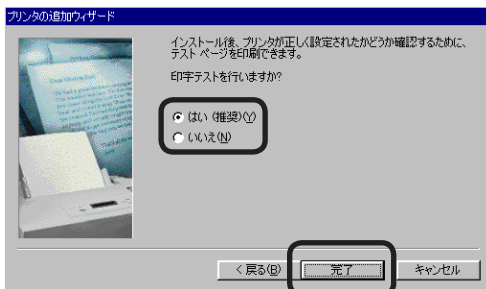 プリンタの追加ウィザード
インストール後、プリンタが正しく設定されたかどうか確認するために、
テスト ページを印刷できます。
印字テストを行いますか?
はい (推奨)(Y)
いいえ(N)
< 戻る(B)
完了
キャンセル